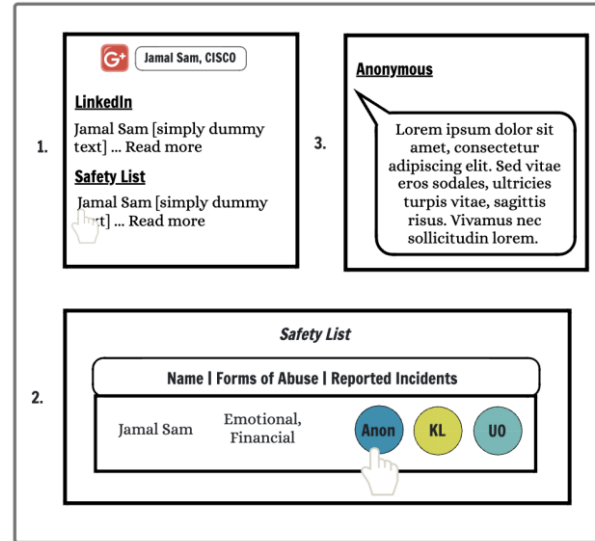 1.
G+
Jamal Sam, CISCO
LinkedIn
Jamal Sam [simply dummy
text] ... Read more
Safety List
Jamal Sam [simply dummy
text] ... Read more
2.
Safety List
Name | Forms of Abuse | Reported Incidents
Jamal Sam
Emotional,
Financial
Anon
KL
UO
3.
Anonymous
Lorem ipsum dolor sit
amet, consectetur
adipiscing elit. Sed vitae
eros sodales, ultricies
turpis vitae, sagittis
risus. Vivamus nec
sollicitudin lorem.